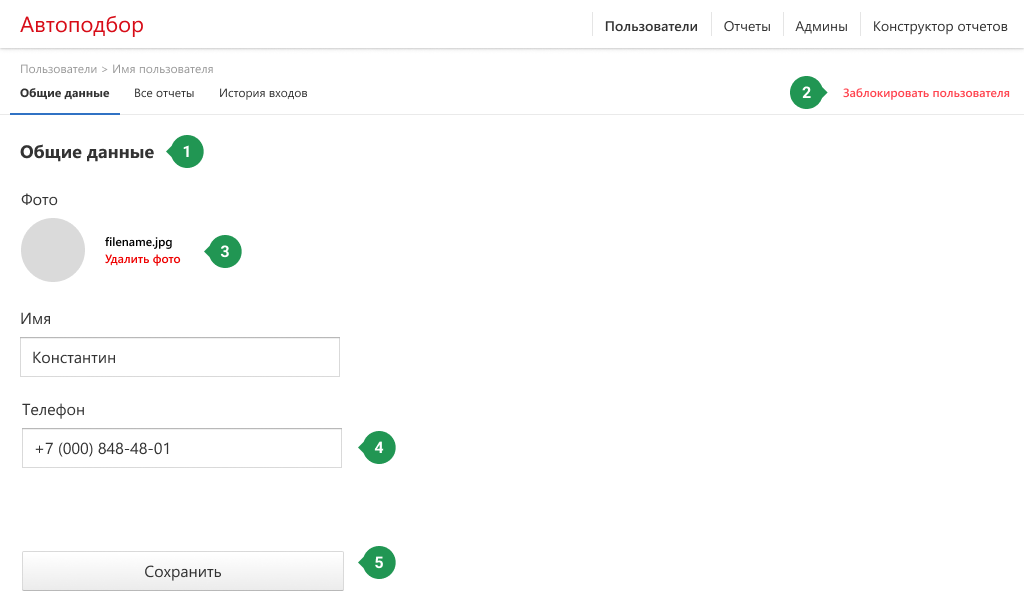 Автоподбор
Пользователи Отчеты Админы Конструктор отчетов
Пользователи > Имя пользователя
Общие данные Все отчеты История входов
2 Заблокировать пользователя
Общие данные 1
Фото
filename.jpg
Удалить фото
3
Имя
Константин
Телефон
+7 (000) 848-48-01 4
Сохранить 5